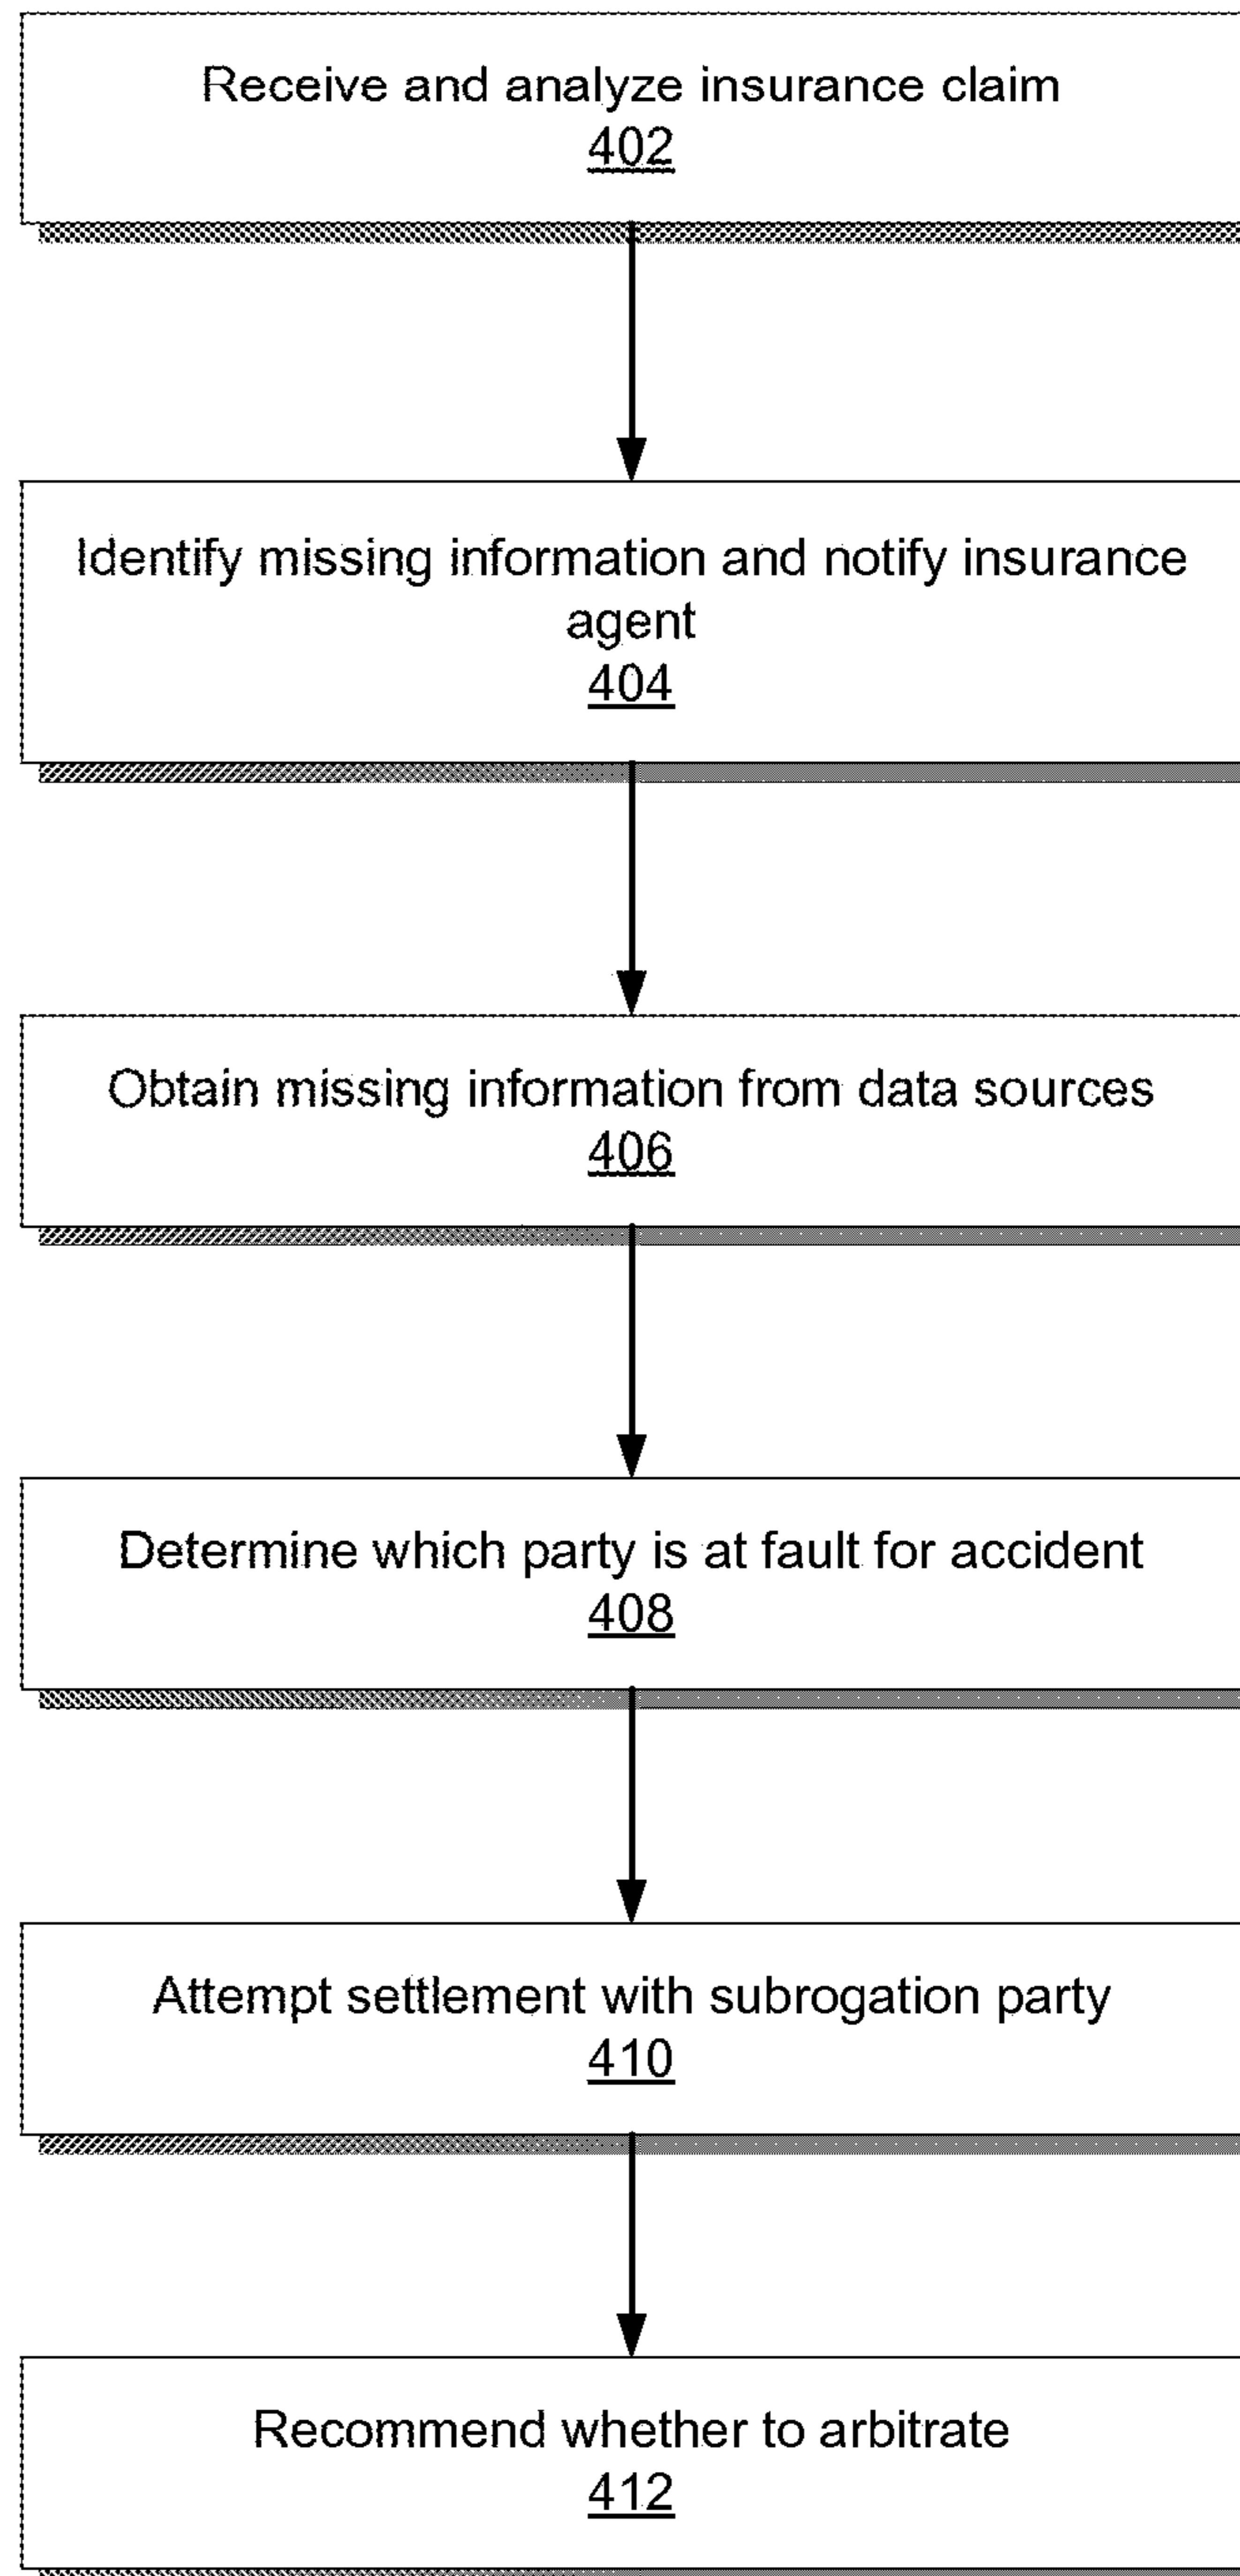 Receive and analyze insurance claim
402
Identify missing information and notify insurance
agent
404
Obtain missing information from data sources
406
Determine which party is at fault for accident
408
Attempt settlement with subrogation party
410
Recommend whether to arbitrate
412